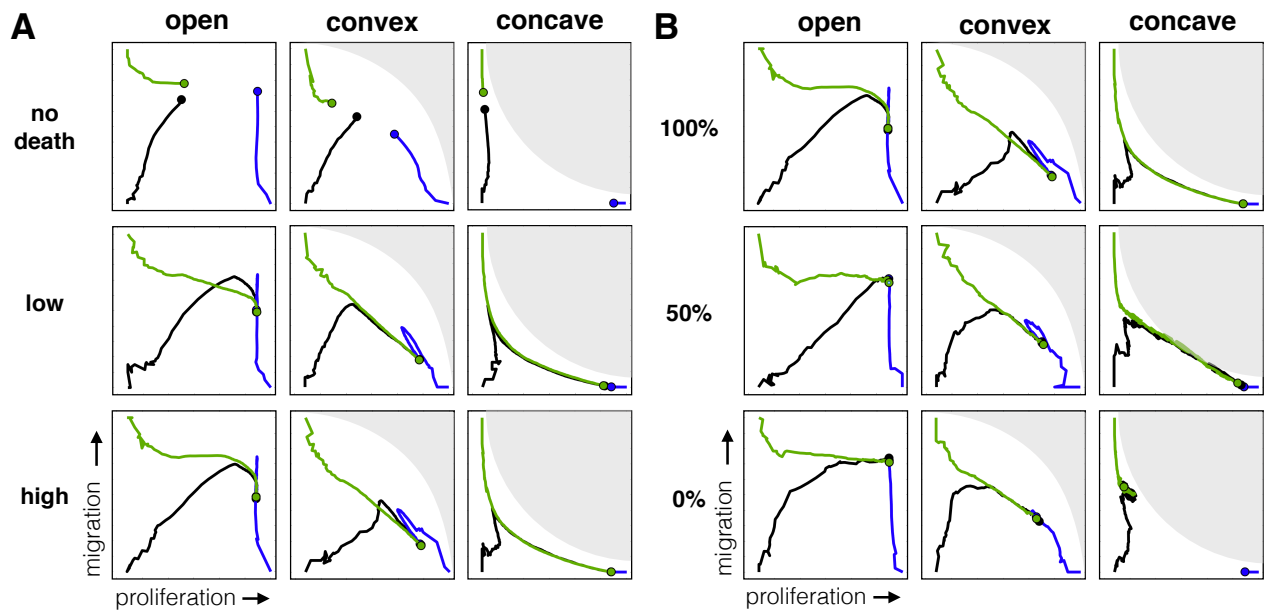 A
open
convex
concave
no
death
low
high
migration
proliferation
B
open
convex
concave
100%
50%
0%
migration
proliferation